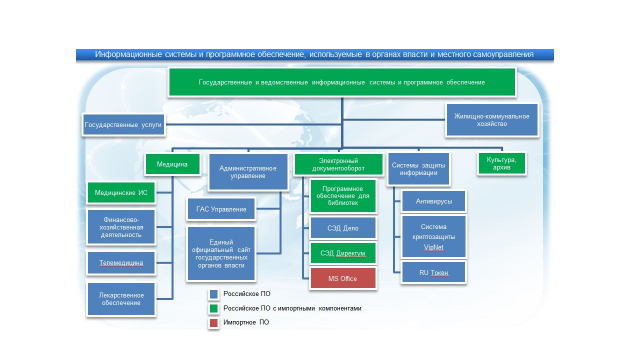 Информационные системы и программное обеспечение, используемые в органах власти и местного самоуправления
Государственные и ведомственные информационные системы и программное обеспечение
Государственные услуги
Жилищно-коммунальное
хозяйство
Медицина
Административное
управление
Электронный
документооборот
Системы защиты
информации
Культура,
архив
Медицинские ИС
Финансово-
хозяйственная
деятельность
Телемедицина
Лекарственное
обеспечение
ГАС Управление
Единый
официальный сайт
государственных
органов власти
Программное
обеспечение для
библиотек
СЭД Дело
СЭД Директум
MS Office
Антивирусы
Система
криптозащиты
VipNet
RU Токен
Российское ПО
Российское ПО с импортными компонентами
Импортное ПО